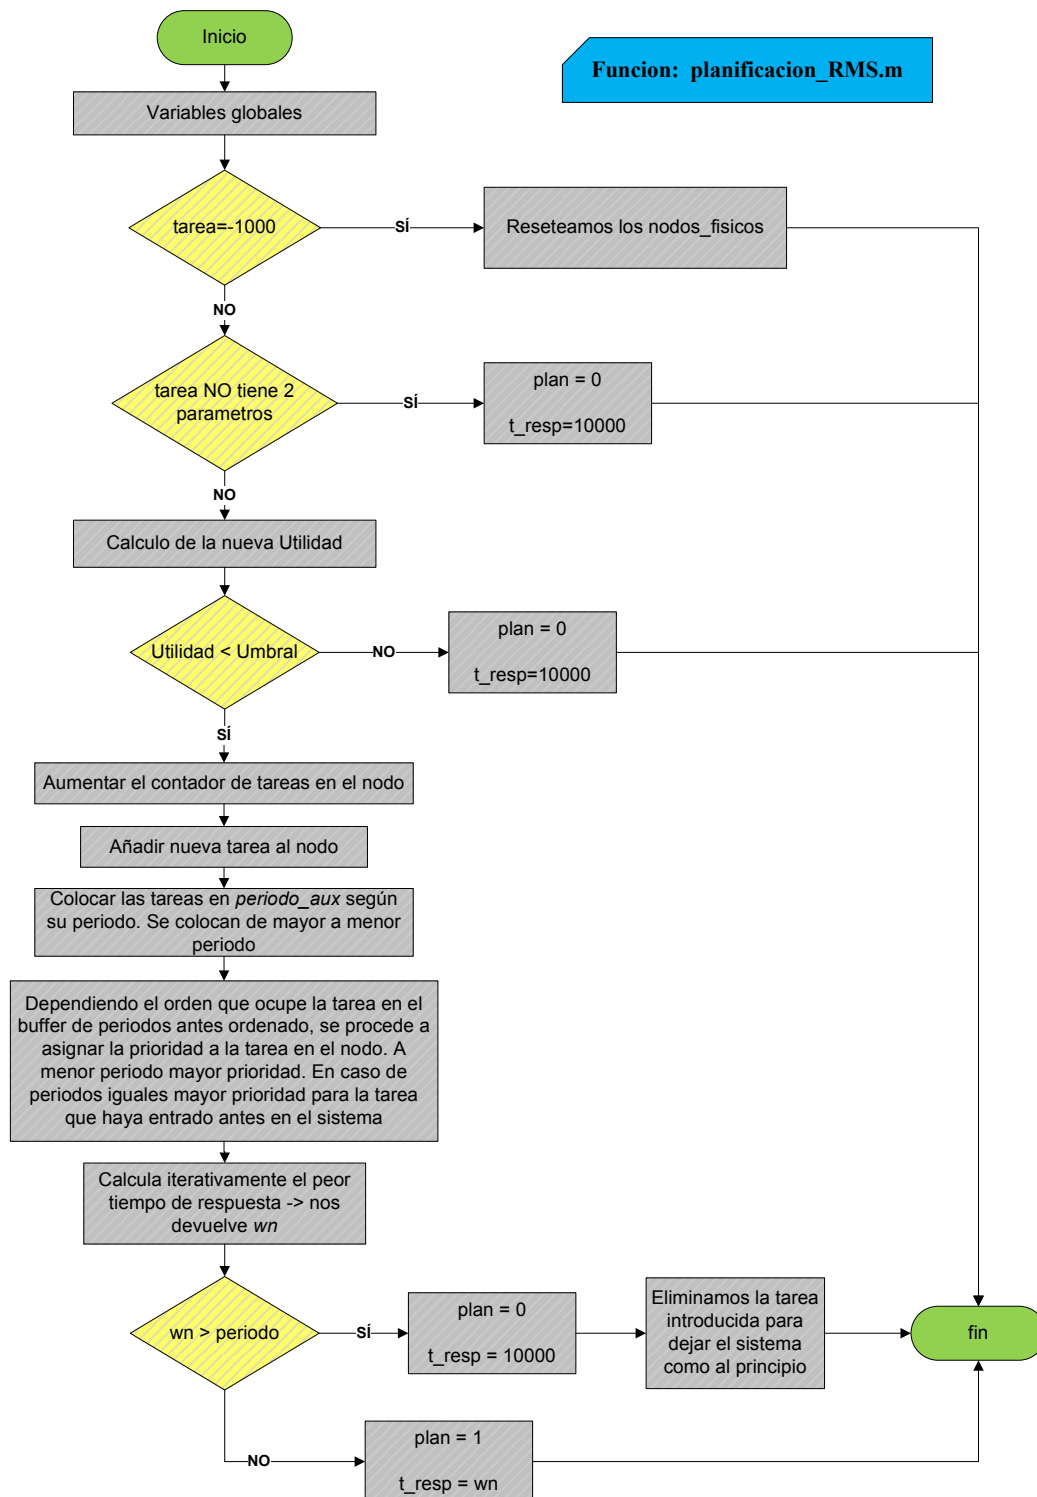 Inicio
Funcion:  planificacion_RMS.m
Variables globales
tarea=-1000
SÍ
Reseteamos los nodos_fisicos
NO
tarea NO tiene 2
parametros
SÍ
plan = 0
t_resp=10000
NO
Calculo de la nueva Utilidad
Utilidad < Umbral
NO
plan = 0
t_resp=10000
SÍ
Aumentar el contador de tareas en el nodo
Añadir nueva tarea al nodo
Colocar las tareas en periodo_aux según
su periodo. Se colocan de mayor a menor
periodo
Dependiendo el orden que ocupe la tarea en el
buffer de periodos antes ordenado, se procede a
asignar la prioridad a la tarea en el nodo. A
menor periodo mayor prioridad. En caso de
periodos iguales mayor prioridad para la tarea
que haya entrado antes en el sistema
Calcula iterativamente el peor
tiempo de respuesta -> nos
devuelve wn
wn > periodo
SÍ
plan = 0
t_resp = 10000
Eliminamos la tarea
introducida para
dejar el sistema
como al principio
fin
NO
plan = 1
t_resp = wn